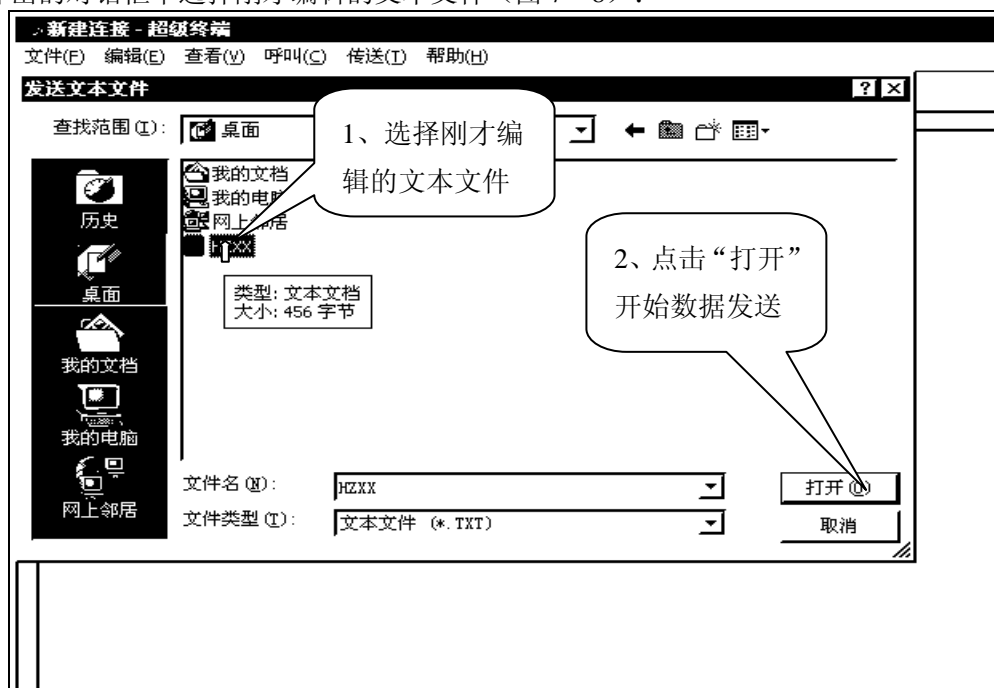 新建连接 - 超级终端
文件(F) 编辑(E) 查看(V) 呼叫(C) 传送(T) 帮助(H)
发送文本文件
查找范围(I): 桌面
1、选择刚才编
辑的文本文件
历史
桌面
我的文档
我的电脑
网上邻居
我的文档
我的电脑
网上邻居
HZXX
类型: 文本文档
大小: 456 字节
2、点击“打开”
开始数据发送
文件名(N): HZXX
打开(O)
文件类型(T): 文本文件 (*.TXT)
取消